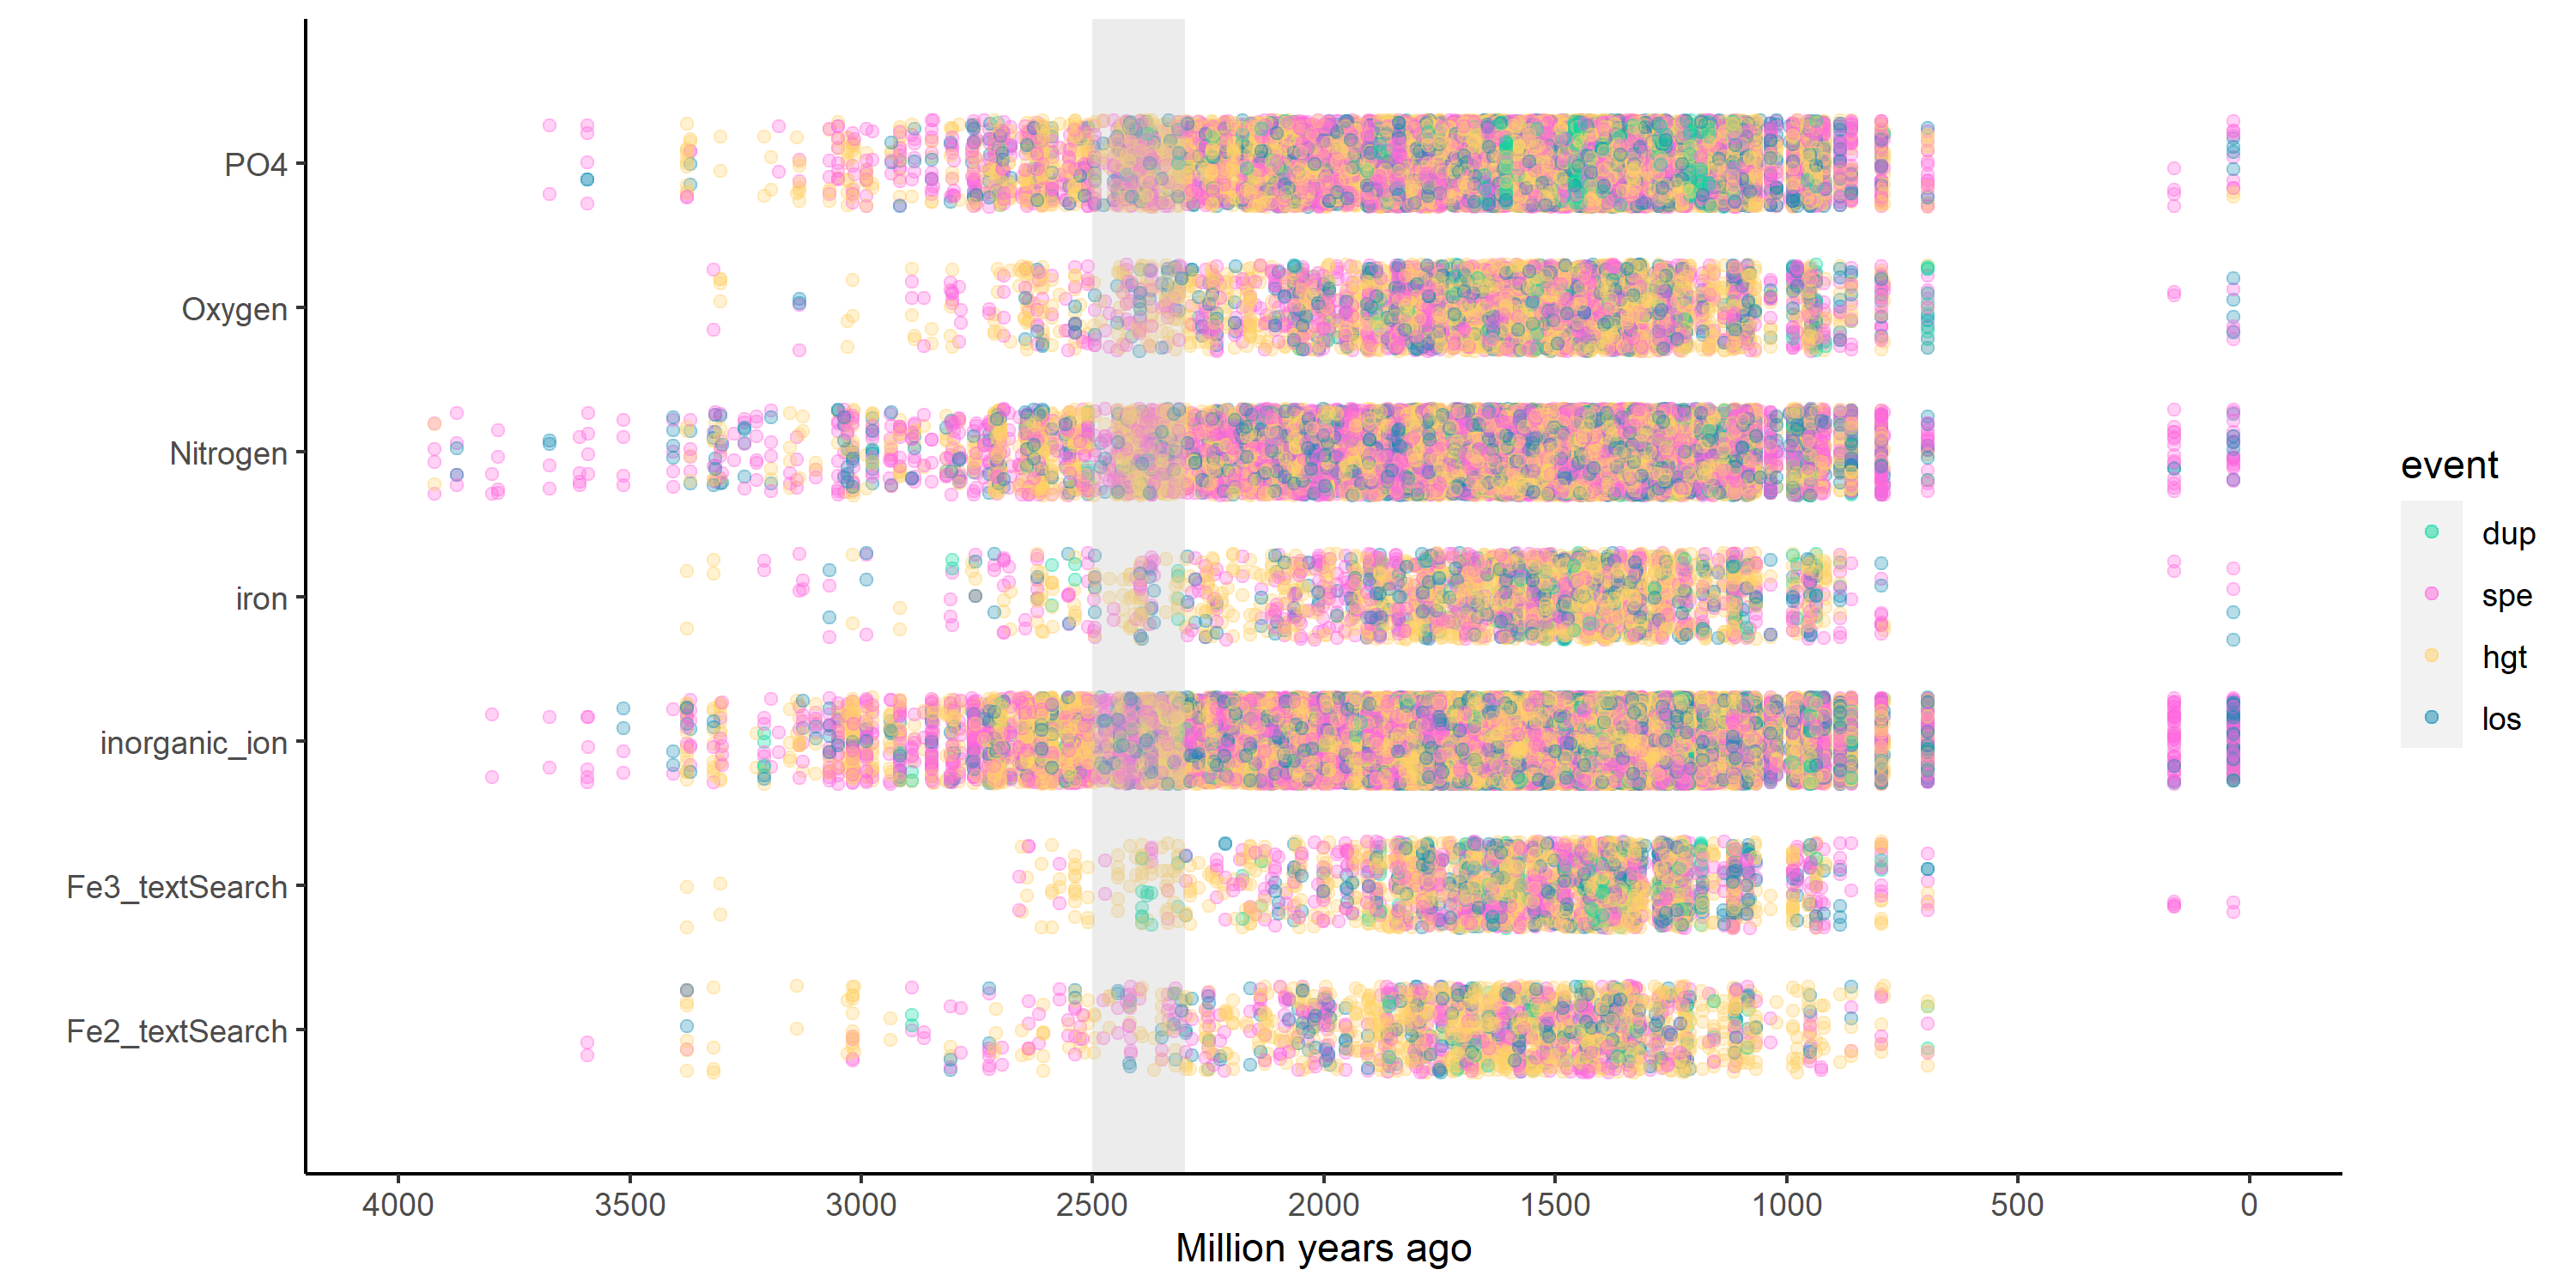 PO4
Oxygen
Nitrogen
iron
inorganic_ion
Fe3_textSearch
Fe2_textSearch
4000 3500 3000 2500 2000 1500 1000 500 0
Million years ago
event
dup
spe
hgt
los